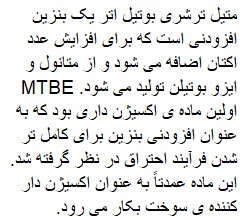 متیل ترشری بوتیل اتر یک بنزین
افزودنی است که برای افزایش عدد
اکتان اضافه می شود و از متانول و
ایزو بوتیلن تولید می شود. MTBE
اولین ماده ی اکسیژن داری بود که به
عنوان افزودنی بنزین برای کامل تر
شدن فرآیند احتراق در نظر گرفته شد.
این ماده عمدتاً به عنوان اکسیژن دار
کننده ی سوخت بکار می رود.